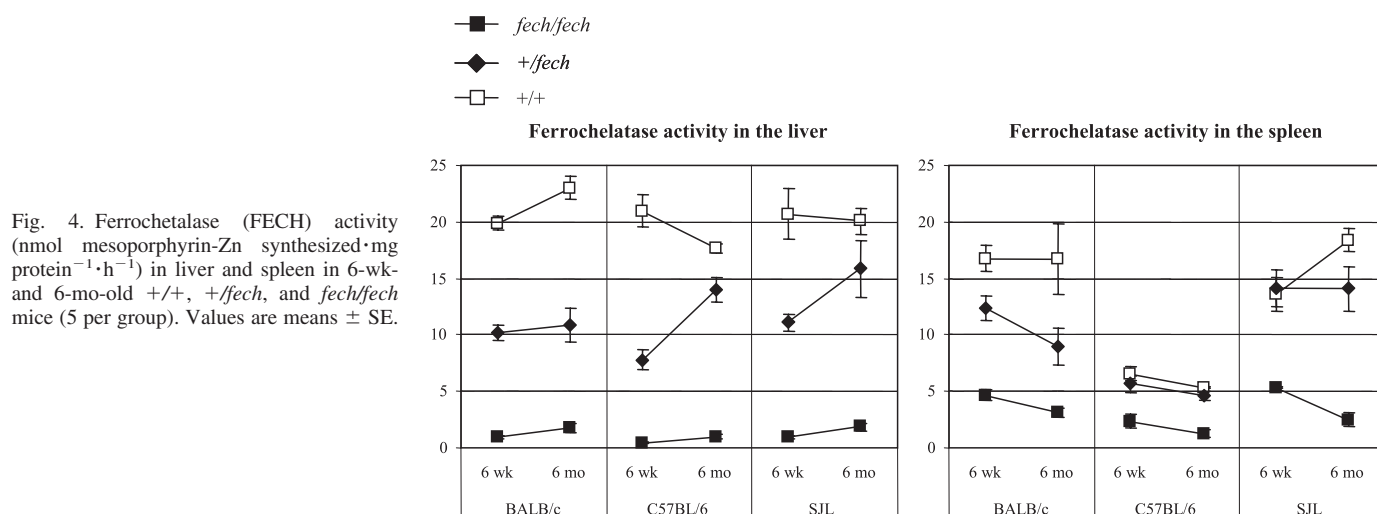 fech/fech
+/fech
+/+
Ferrochelatase activity in the liver
Ferrochelatase activity in the spleen
Fig. 4. Ferrochetalase (FECH) activity
(nmol mesoporphyrin-Zn synthesized·mg
protein⁻¹·h⁻¹) in liver and spleen in 6-wk-
and 6-mo-old +/+, +/fech, and fech/fech
mice (5 per group). Values are means ± SE.
25
20
15
10
5
0
6 wk 6 mo 6 wk 6 mo 6 wk 6 mo
BALB/c C57BL/6 SJL
25
20
15
10
5
0
6 wk 6 mo 6 wk 6 mo 6 wk 6 mo
BALB/c C57BL/6 SJL